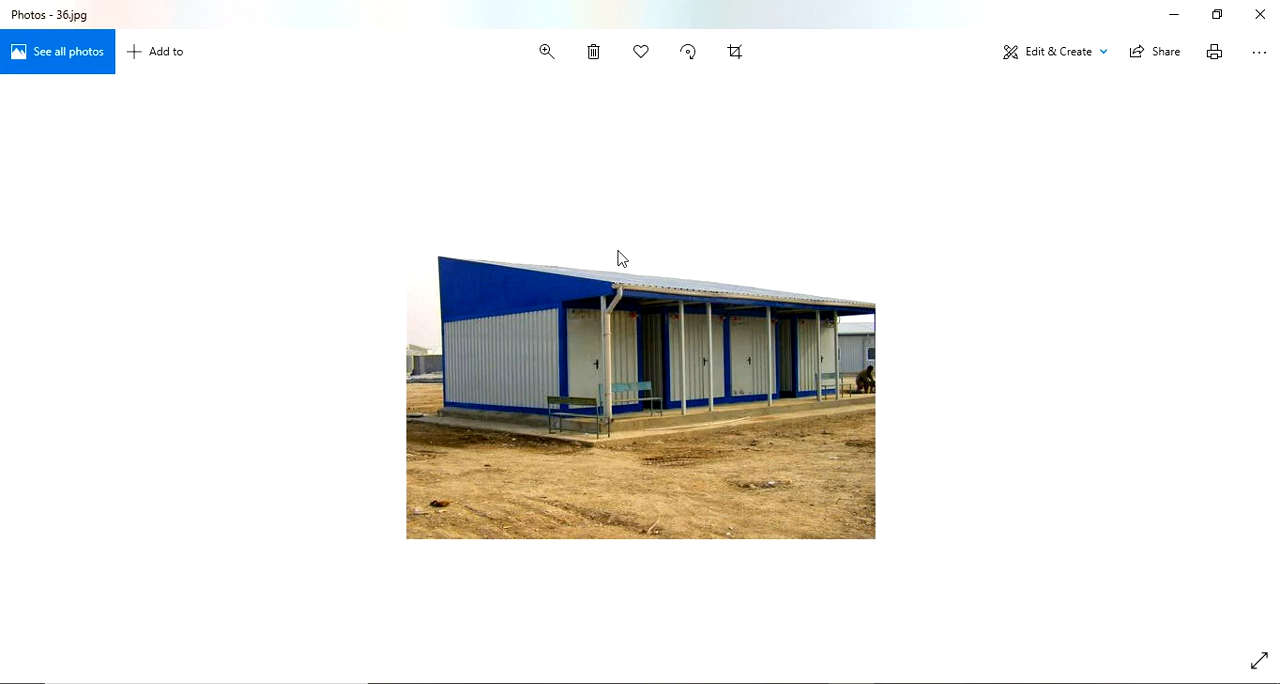 Photos - 36.jpg
See all photos
Add to
Edit & Create
Share